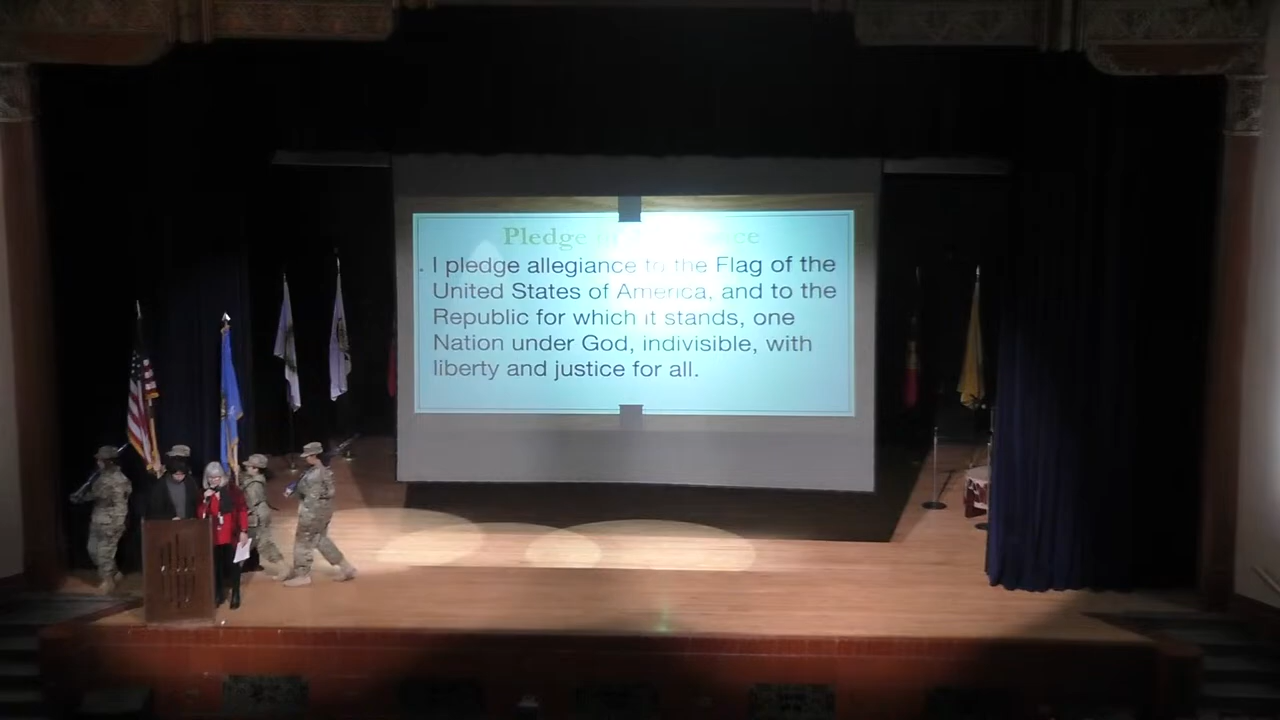 Pledge
. I pledge allegiance to the Flag of the
United States of America, and to the
Republic for which it stands, one
Nation under God, indivisible, with
liberty and justice for all.